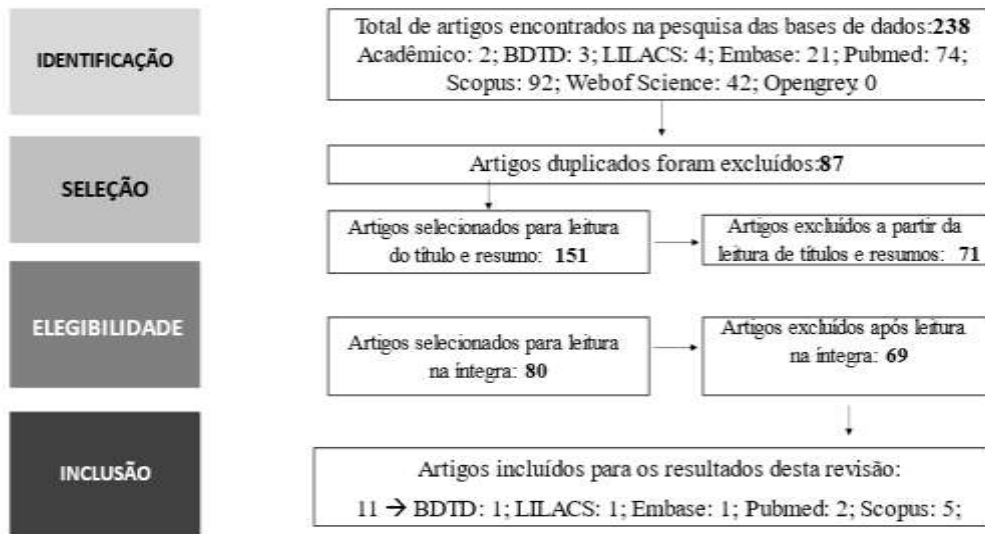 IDENTIFICAÇÃO
Total de artigos encontrados na pesquisa das bases de dados:238
Acadêmico: 2; BDTD: 3; LILACS: 4; Embase: 21; Pubmed: 74;
Scopus: 92; Webof Science: 42; Opengrey: 0
SELEÇÃO
Artigos duplicados foram excluídos:87
Artigos selecionados para leitura
do título e resumo: 151
Artigos excluídos a partir da
leitura de títulos e resumos: 71
ELEGIBILIDADE
Artigos selecionados para leitura
na íntegra: 80
Artigos excluídos após leitura
na íntegra: 69
INCLUSÃO
Artigos incluídos para os resultados desta revisão:
11 → BDTD: 1; LILACS: 1; Embase: 1; Pubmed: 2; Scopus: 5;